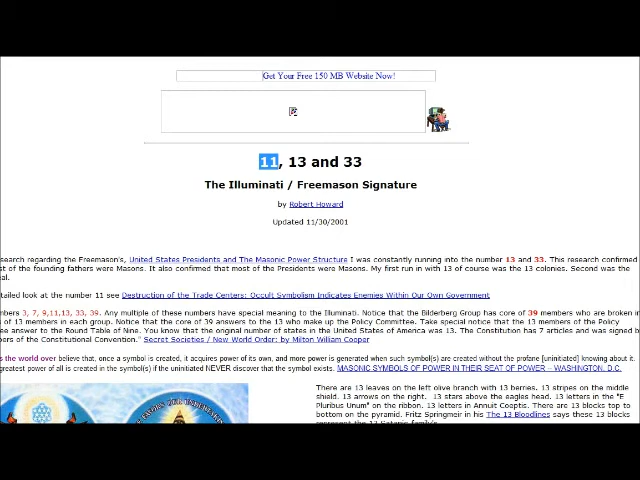 Get Your Free 150 MB Website Now!
11, 13 and 33
The Illuminati / Freemason Signature
by Robert Howard
Updated 11/30/2001
search regarding the Freemason's, United States Presidents and The Masonic Power Structure I was constantly running into the number 13 and 33. This research confirmed
st of the founding fathers were Masons. It also confirmed that most of the Presidents were Masons. My first run in with 13 of course was the 13 colonies. Second was the
al.
tailed look at the number 11 see Destruction of the Trade Centers: Occult Symbolism Indicates Enemies Within Our Own Government
mbers 3, 7, 9,11,13, 33, 39. Any multiple of these numbers have special meaning to the Illuminati. Notice that the Bilderberg Group has core of 39 members who are broken in
of 13 members in each group. Notice that the core of 39 answers to the 13 who make up the Policy Committee. Take special notice that the 13 members of the Policy
ee answer to the Round Table of Nine. You know that the original number of states in the United States of America was 13. The Constitution has 7 articles and was signed b
mbers of the Constitutional Convention." Secret Societies / New World Order: by Milton William Cooper
s the world over believe that, once a symbol is created, it acquires power of its own, and more power is generated when such symbol(s) are created without the profane [uninitiated] knowing about it.
greatest power of all is created in the symbol(s) if the uninitiated NEVER discover that the symbol exists. MASONIC SYMBOLS OF POWER IN THEIR SEAT OF POWER – WASHINGTON, D.C.
There are 13 leaves on the left olive branch with 13 berries. 13 stripes on the middle
shield. 13 arrows on the right. 13 stars above the eagles head. 13 letters in the "E
Pluribus Unum" on the ribbon. 13 letters in Annuit Coeptis. There are 13 blocks top to
bottom on the pyramid. Fritz Springmeir in his The 13 Bloodlines says these 13 blocks
represent the 13 Satanic family's